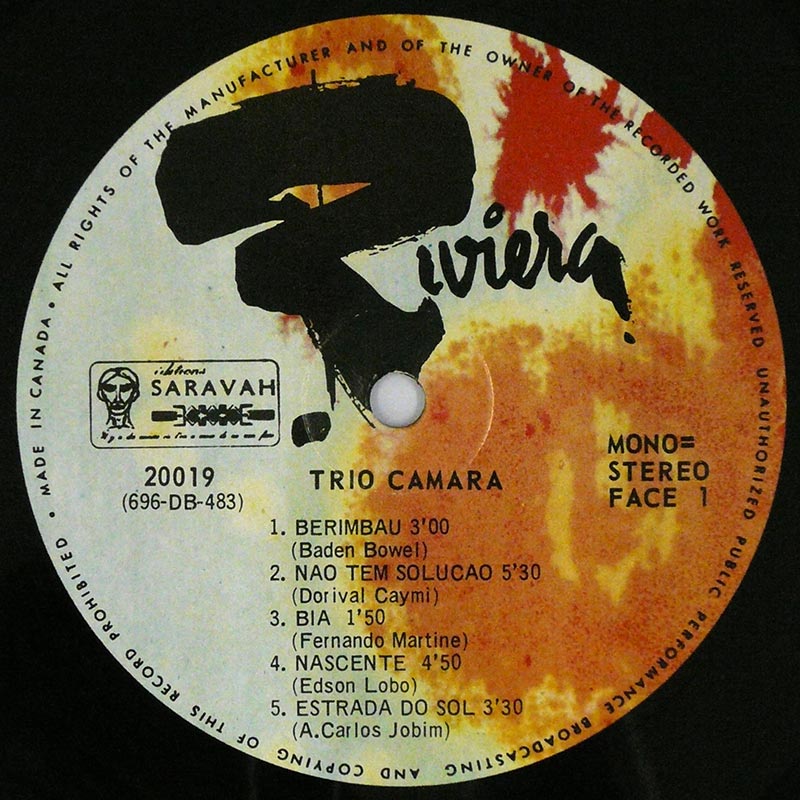 • MADE IN CANADA • ALL RIGHTS OF THE MANUFACTURER AND OF THE OWNER OF THE RECORDED WORK RESERVED UNAUTHORIZED PUBLIC PERFORMANCE BROADCASTING AND COPYING OF THIS RECORD PROHIBITED
Riviera
éditions
SARAVAH
MONO=
STEREO
FACE 1
20019
(696-DB-483)
TRIO CAMARA
1. BERIMBAU 3'00
(Baden Bowel)
2. NAO TEM SOLUCAO 5'30
(Dorival Caymi)
3. BIA 1'50
(Fernando Martine)
4. NASCENTE 4'50
(Edson Lobo)
5. ESTRADA DO SOL 3'30
(A.Carlos Jobim)